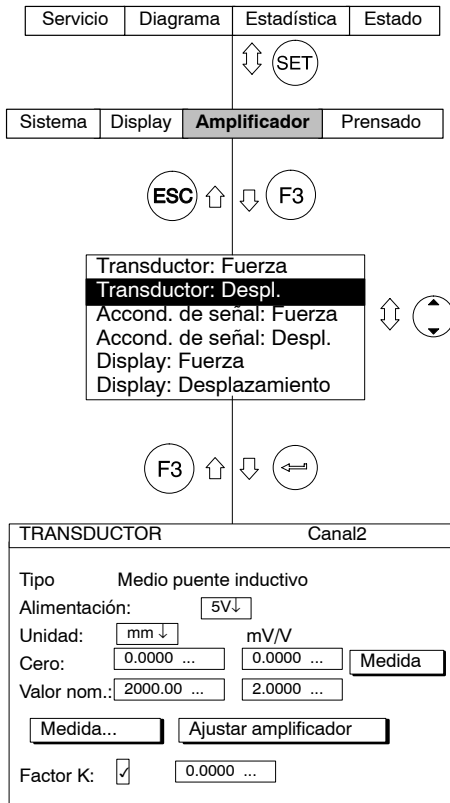 Servicio Diagrama Estadística Estado
SET
Sistema Display Amplificador Prensado
ESC F3
Transductor: Fuerza
Transductor: Despl.
Accond. de señal: Fuerza
Accond. de señal: Despl.
Display: Fuerza
Display: Desplazamiento
F3
TRANSDUCTOR Canal2
Tipo Medio puente inductivo
Alimentación: 5V↓
Unidad: mm ↓ mV/V
Cero: 0.0000 ... 0.0000 ... Medida
Valor nom.: 2000.00 ... 2.0000 ...
Medida... Ajustar amplificador
Factor K: ✓ 0.0000 ...